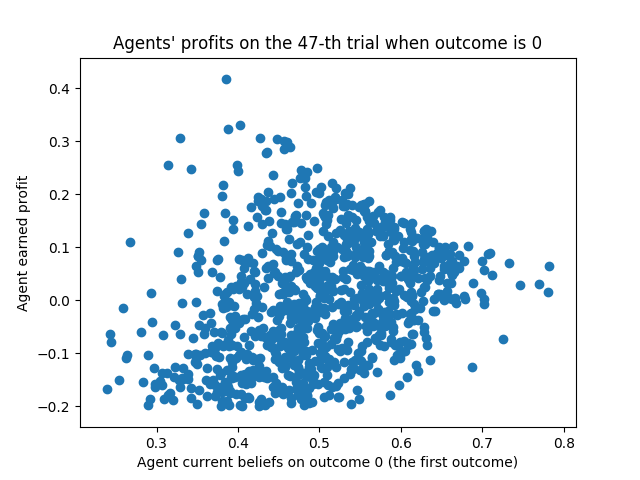 Agents' profits on the 47-th trial when outcome is 0
0.4
0.3
0.2
0.1
0.0
−0.1
−0.2
Agent earned profit
0.3 0.4 0.5 0.6 0.7 0.8
Agent current beliefs on outcome 0 (the first outcome)